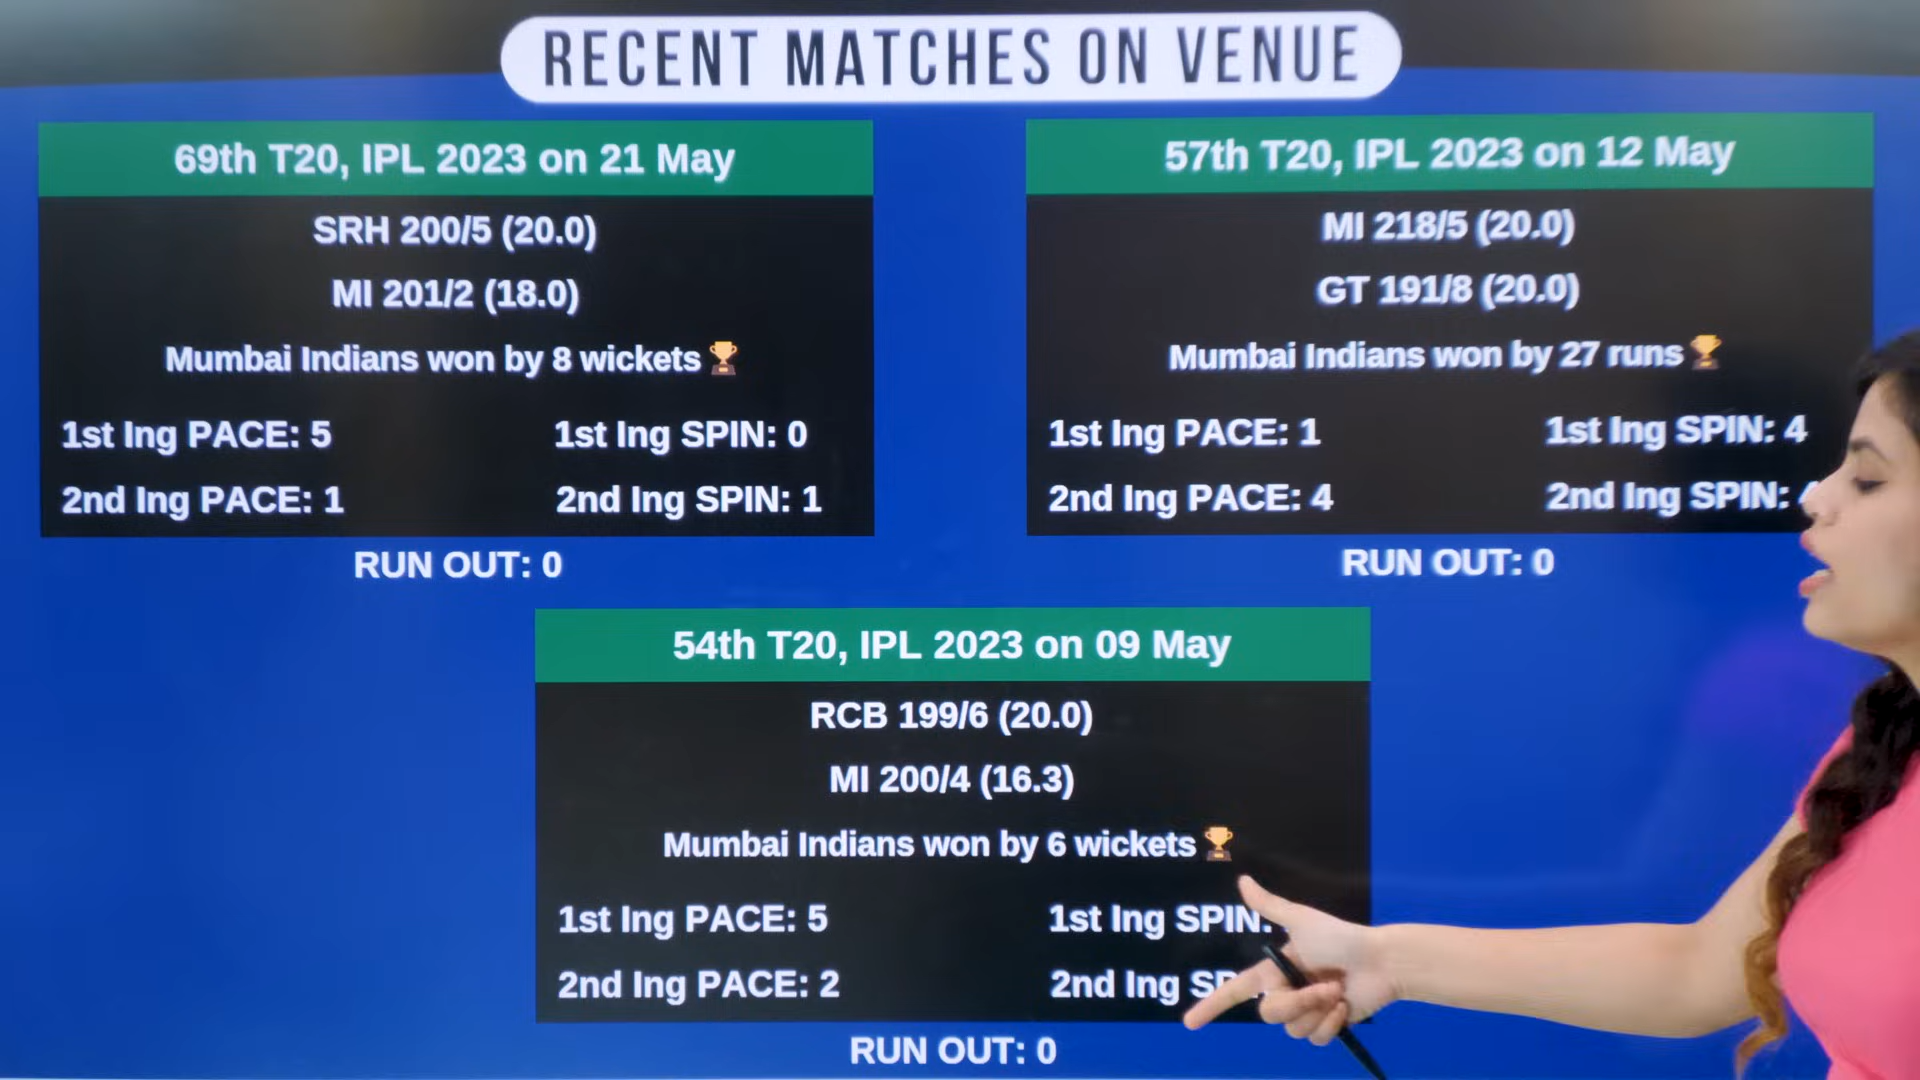 RECENT MATCHES ON VENUE
69th T20, IPL 2023 on 21 May
SRH 200/5 (20.0)
MI 201/2 (18.0)
Mumbai Indians won by 8 wickets
1st Ing PACE: 5 1st Ing SPIN: 0
2nd Ing PACE: 1 2nd Ing SPIN: 1
RUN OUT: 0
57th T20, IPL 2023 on 12 May
MI 218/5 (20.0)
GT 191/8 (20.0)
Mumbai Indians won by 27 runs
1st Ing PACE: 1 1st Ing SPIN: 4
2nd Ing PACE: 4 2nd Ing SPIN:
RUN OUT: 0
54th T20, IPL 2023 on 09 May
RCB 199/6 (20.0)
MI 200/4 (16.3)
Mumbai Indians won by 6 wickets
1st Ing PACE: 5 1st Ing SPIN:
2nd Ing PACE: 2 2nd Ing
RUN OUT: 0